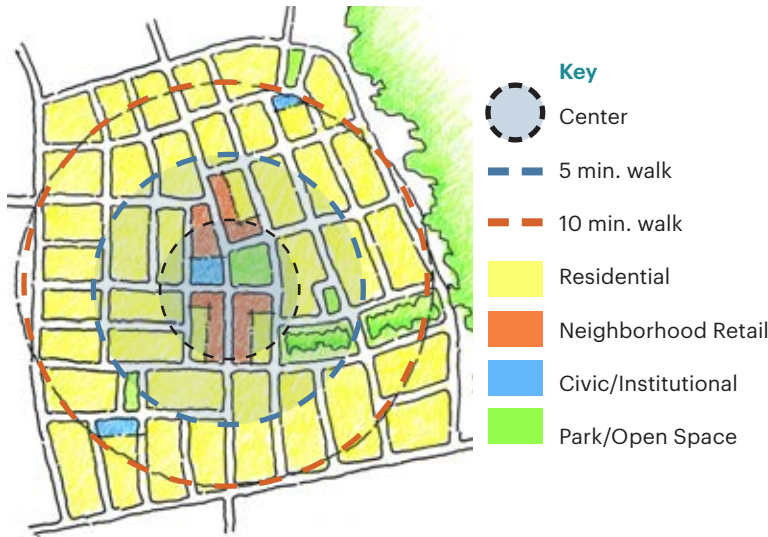 Key
Center
5 min. walk
10 min. walk
Residential
Neighborhood Retail
Civic/Institutional
Park/Open Space